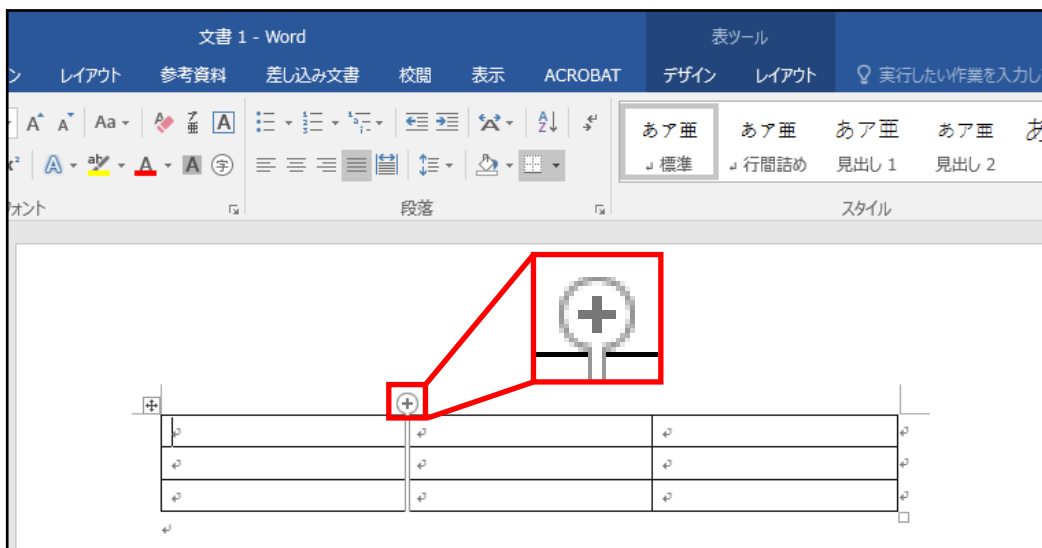 文書 1 - Word
表ツール
ン レイアウト 参考資料 差し込み文書 校閲 表示 ACROBAT デザイン レイアウト 実行したい作業を入力し
あア亜 あア亜 あア亜 あア亜 あ
↵ 標準 ↵ 行間詰め 見出し 1 見出し 2
フォント 段落 スタイル